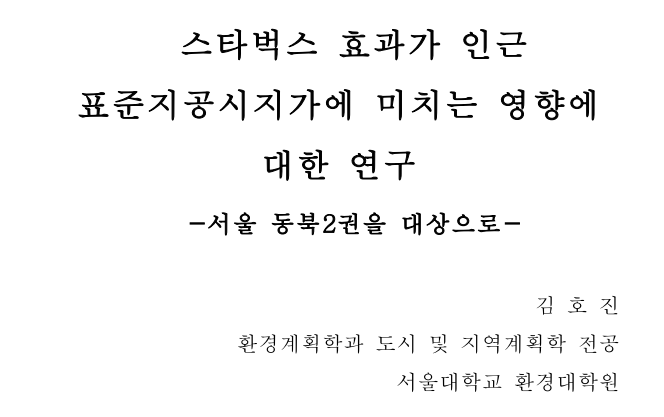 스타벅스 효과가 인근
표준지공시지가에 미치는 영향에
대한 연구
-서울 동북2권을 대상으로-
김 호 진
환경계획학과 도시 및 지역계획학 전공
서울대학교 환경대학원